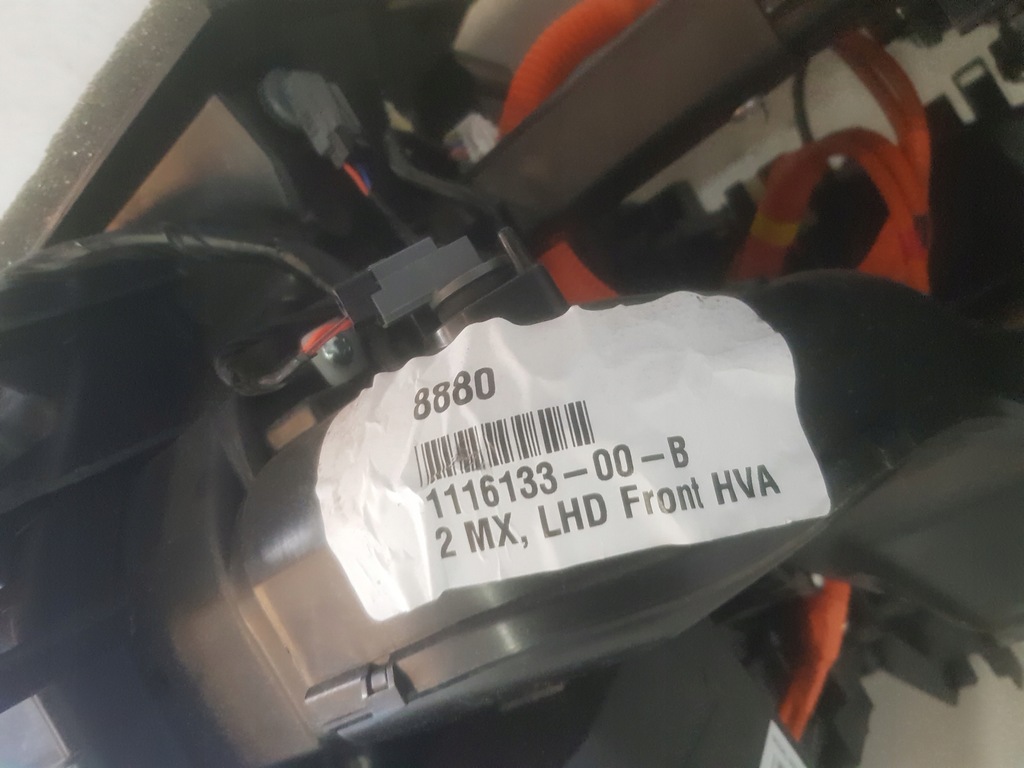 8880
1116133-00-B
2 MX, LHD Front HVA